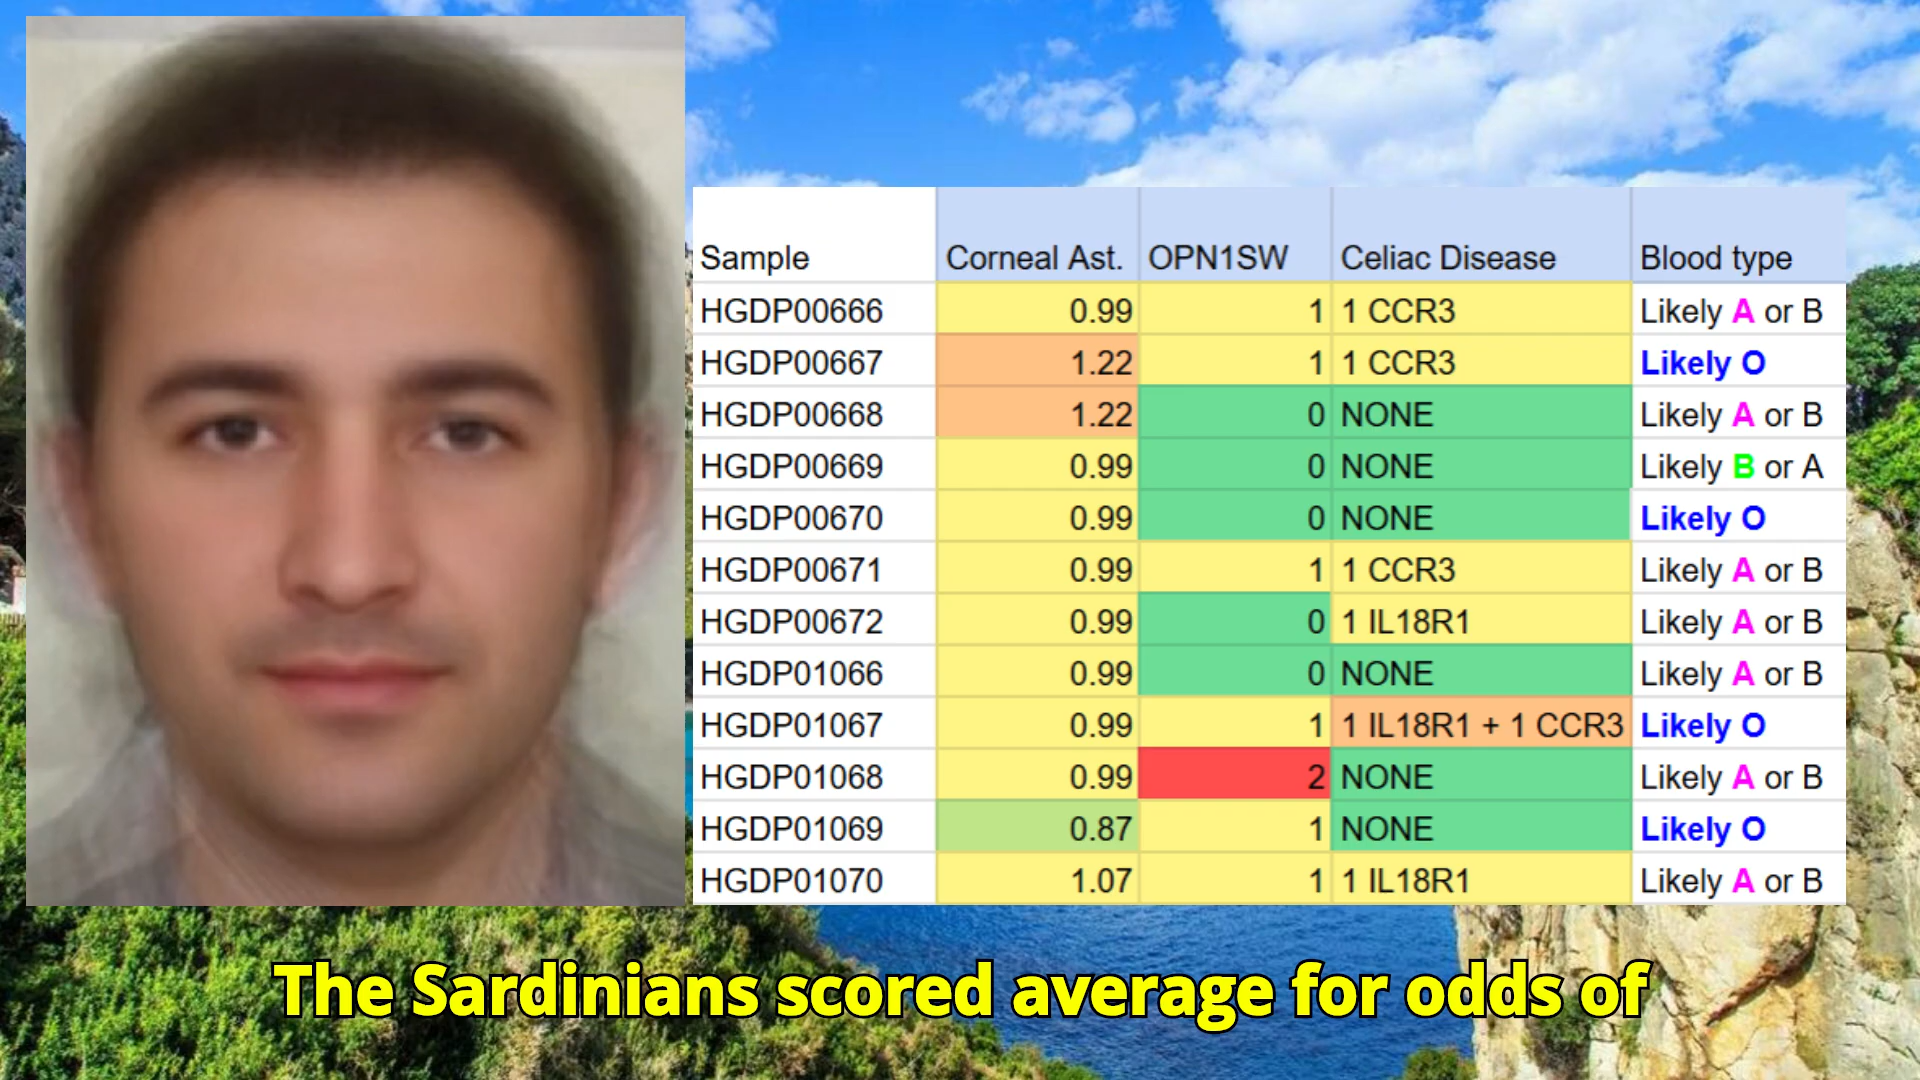 Sample Corneal Ast. OPN1SW Celiac Disease Blood type
HGDP00666 0.99 1 1 CCR3 Likely A or B
HGDP00667 1.22 1 1 CCR3 Likely O
HGDP00668 1.22 0 NONE Likely A or B
HGDP00669 0.99 0 NONE Likely B or A
HGDP00670 0.99 0 NONE Likely O
HGDP00671 0.99 1 1 CCR3 Likely A or B
HGDP00672 0.99 0 1 IL18R1 Likely A or B
HGDP01066 0.99 0 NONE Likely A or B
HGDP01067 0.99 1 1 IL18R1 + 1 CCR3 Likely O
HGDP01068 0.99 2 NONE Likely A or B
HGDP01069 0.87 1 NONE Likely O
HGDP01070 1.07 1 1 IL18R1 Likely A or B
The Sardinians scored average for odds of